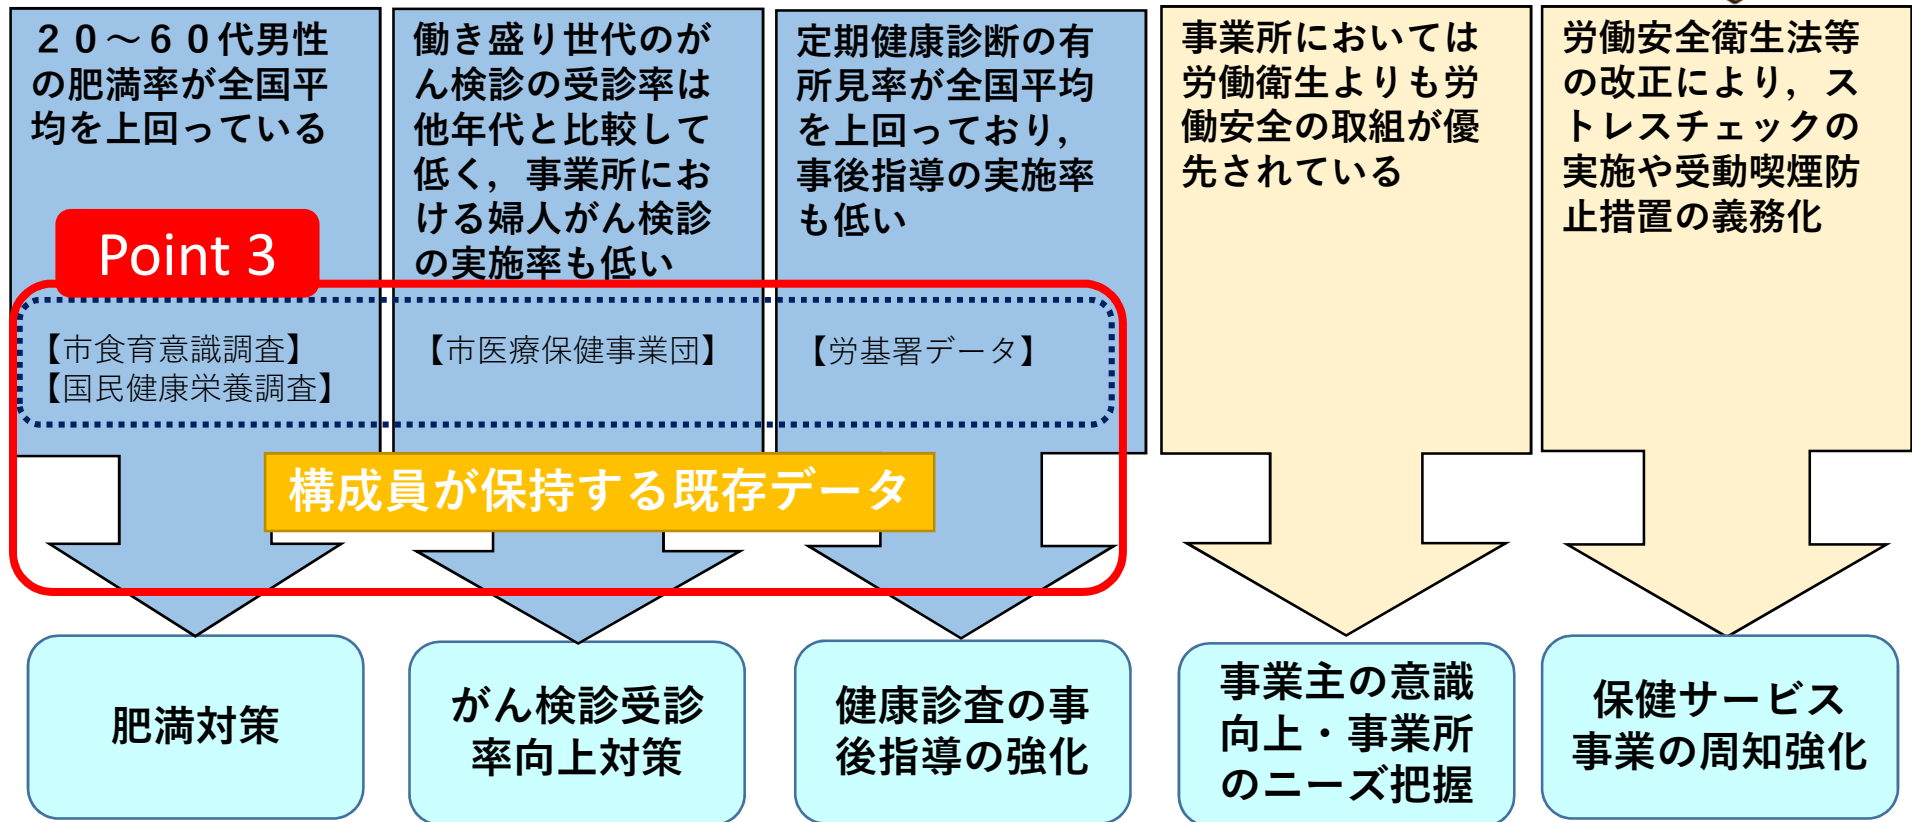 ２０～６０代男性
の肥満率が全国平
均を上回っている
働き盛り世代のが
ん検診の受診率は
他年代と比較して
低く，事業所にお
ける婦人がん検診
の実施率も低い
定期健康診断の有
所見率が全国平均
を上回っており，
事後指導の実施率
も低い
事業所においては
労働衛生よりも労
働安全の取組が優
先されている
労働安全衛生法等
の改正により，ス
トレスチェックの
実施や受動喫煙防
止措置の義務化
Point 3
【市食育意識調査】
【国民健康栄養調査】
【市医療保健事業団】
【労基署データ】
構成員が保持する既存データ
肥満対策
がん検診受診
率向上対策
健康診査の事
後指導の強化
事業主の意識
向上・事業所
のニーズ把握
保健サービス
事業の周知強化